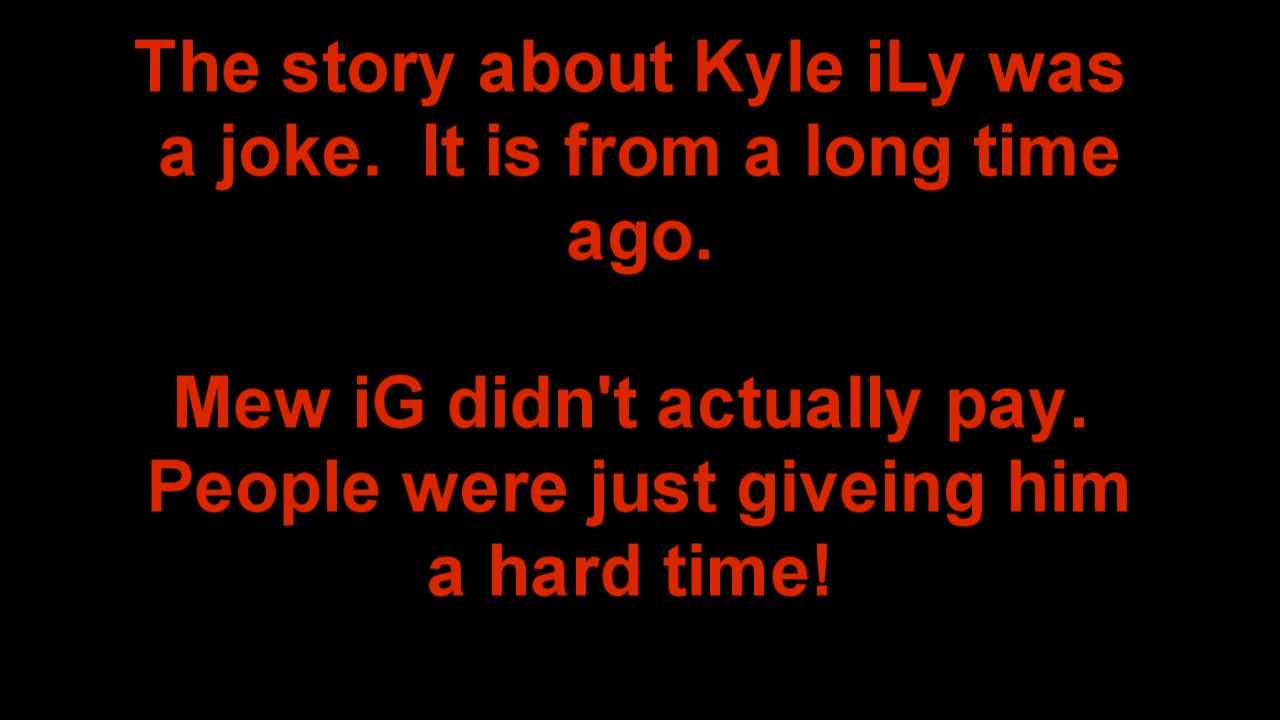 The story about Kyle iLy was
a joke.  It is from a long time
ago.
Mew iG didn't actually pay.
People were just giveing him
a hard time!